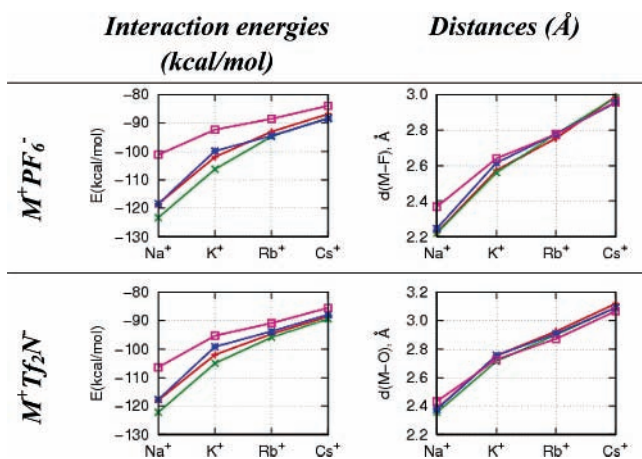 Interaction energies
(kcal/mol)
Distances (Å)
M⁺PF₆⁻
E(kcal/mol)
−80
−90
−100
−110
−120
−130
Na⁺ K⁺ Rb⁺ Cs⁺
d(M−F), Å
3.0
2.8
2.6
2.4
2.2
Na⁺ K⁺ Rb⁺ Cs⁺
M⁺Tf₂N⁻
E(kcal/mol)
−80
−90
−100
−110
−120
−130
Na⁺ K⁺ Rb⁺ Cs⁺
d(M−O), Å
3.2
3.0
2.8
2.6
2.4
2.2
Na⁺ K⁺ Rb⁺ Cs⁺